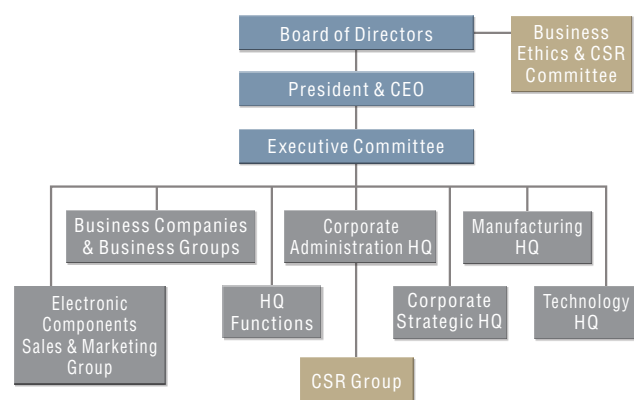 Board of Directors
Business
Ethics & CSR
Committee
President & CEO
Executive Committee
Business Companies
& Business Groups
Corporate
Administration HQ
Manufacturing
HQ
Electronic
Components
Sales & Marketing
Group
HQ
Functions
Corporate
Strategic HQ
Technology
HQ
CSR Group